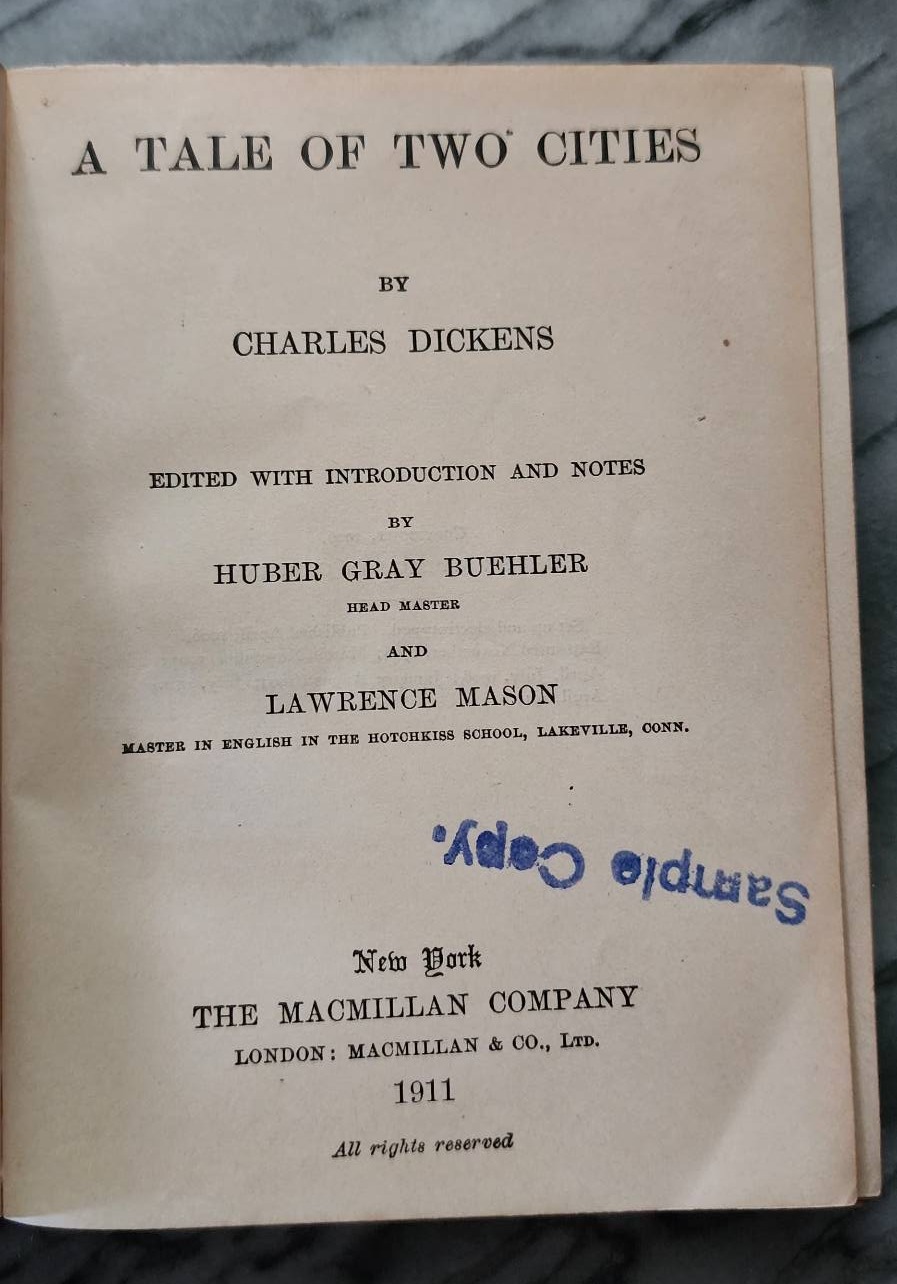 A TALE OF TWO CITIES
BY
CHARLES DICKENS
EDITED WITH INTRODUCTION AND NOTES
BY
HUBER GRAY BUEHLER
HEAD MASTER
AND
LAWRENCE MASON
MASTER IN ENGLISH IN THE HOTCHKISS SCHOOL, LAKEVILLE, CONN.
Sample Copy.
New York
THE MACMILLAN COMPANY
LONDON: MACMILLAN & CO., LTD.
1911
All rights reserved